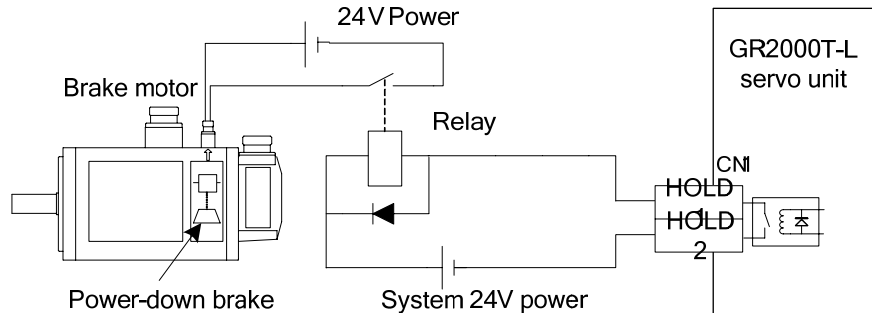 24V Power
GR2000T-L
servo unit
Brake motor
Relay
CN1
HOLD
1
HOLD
2
Power-down brake
System 24V power